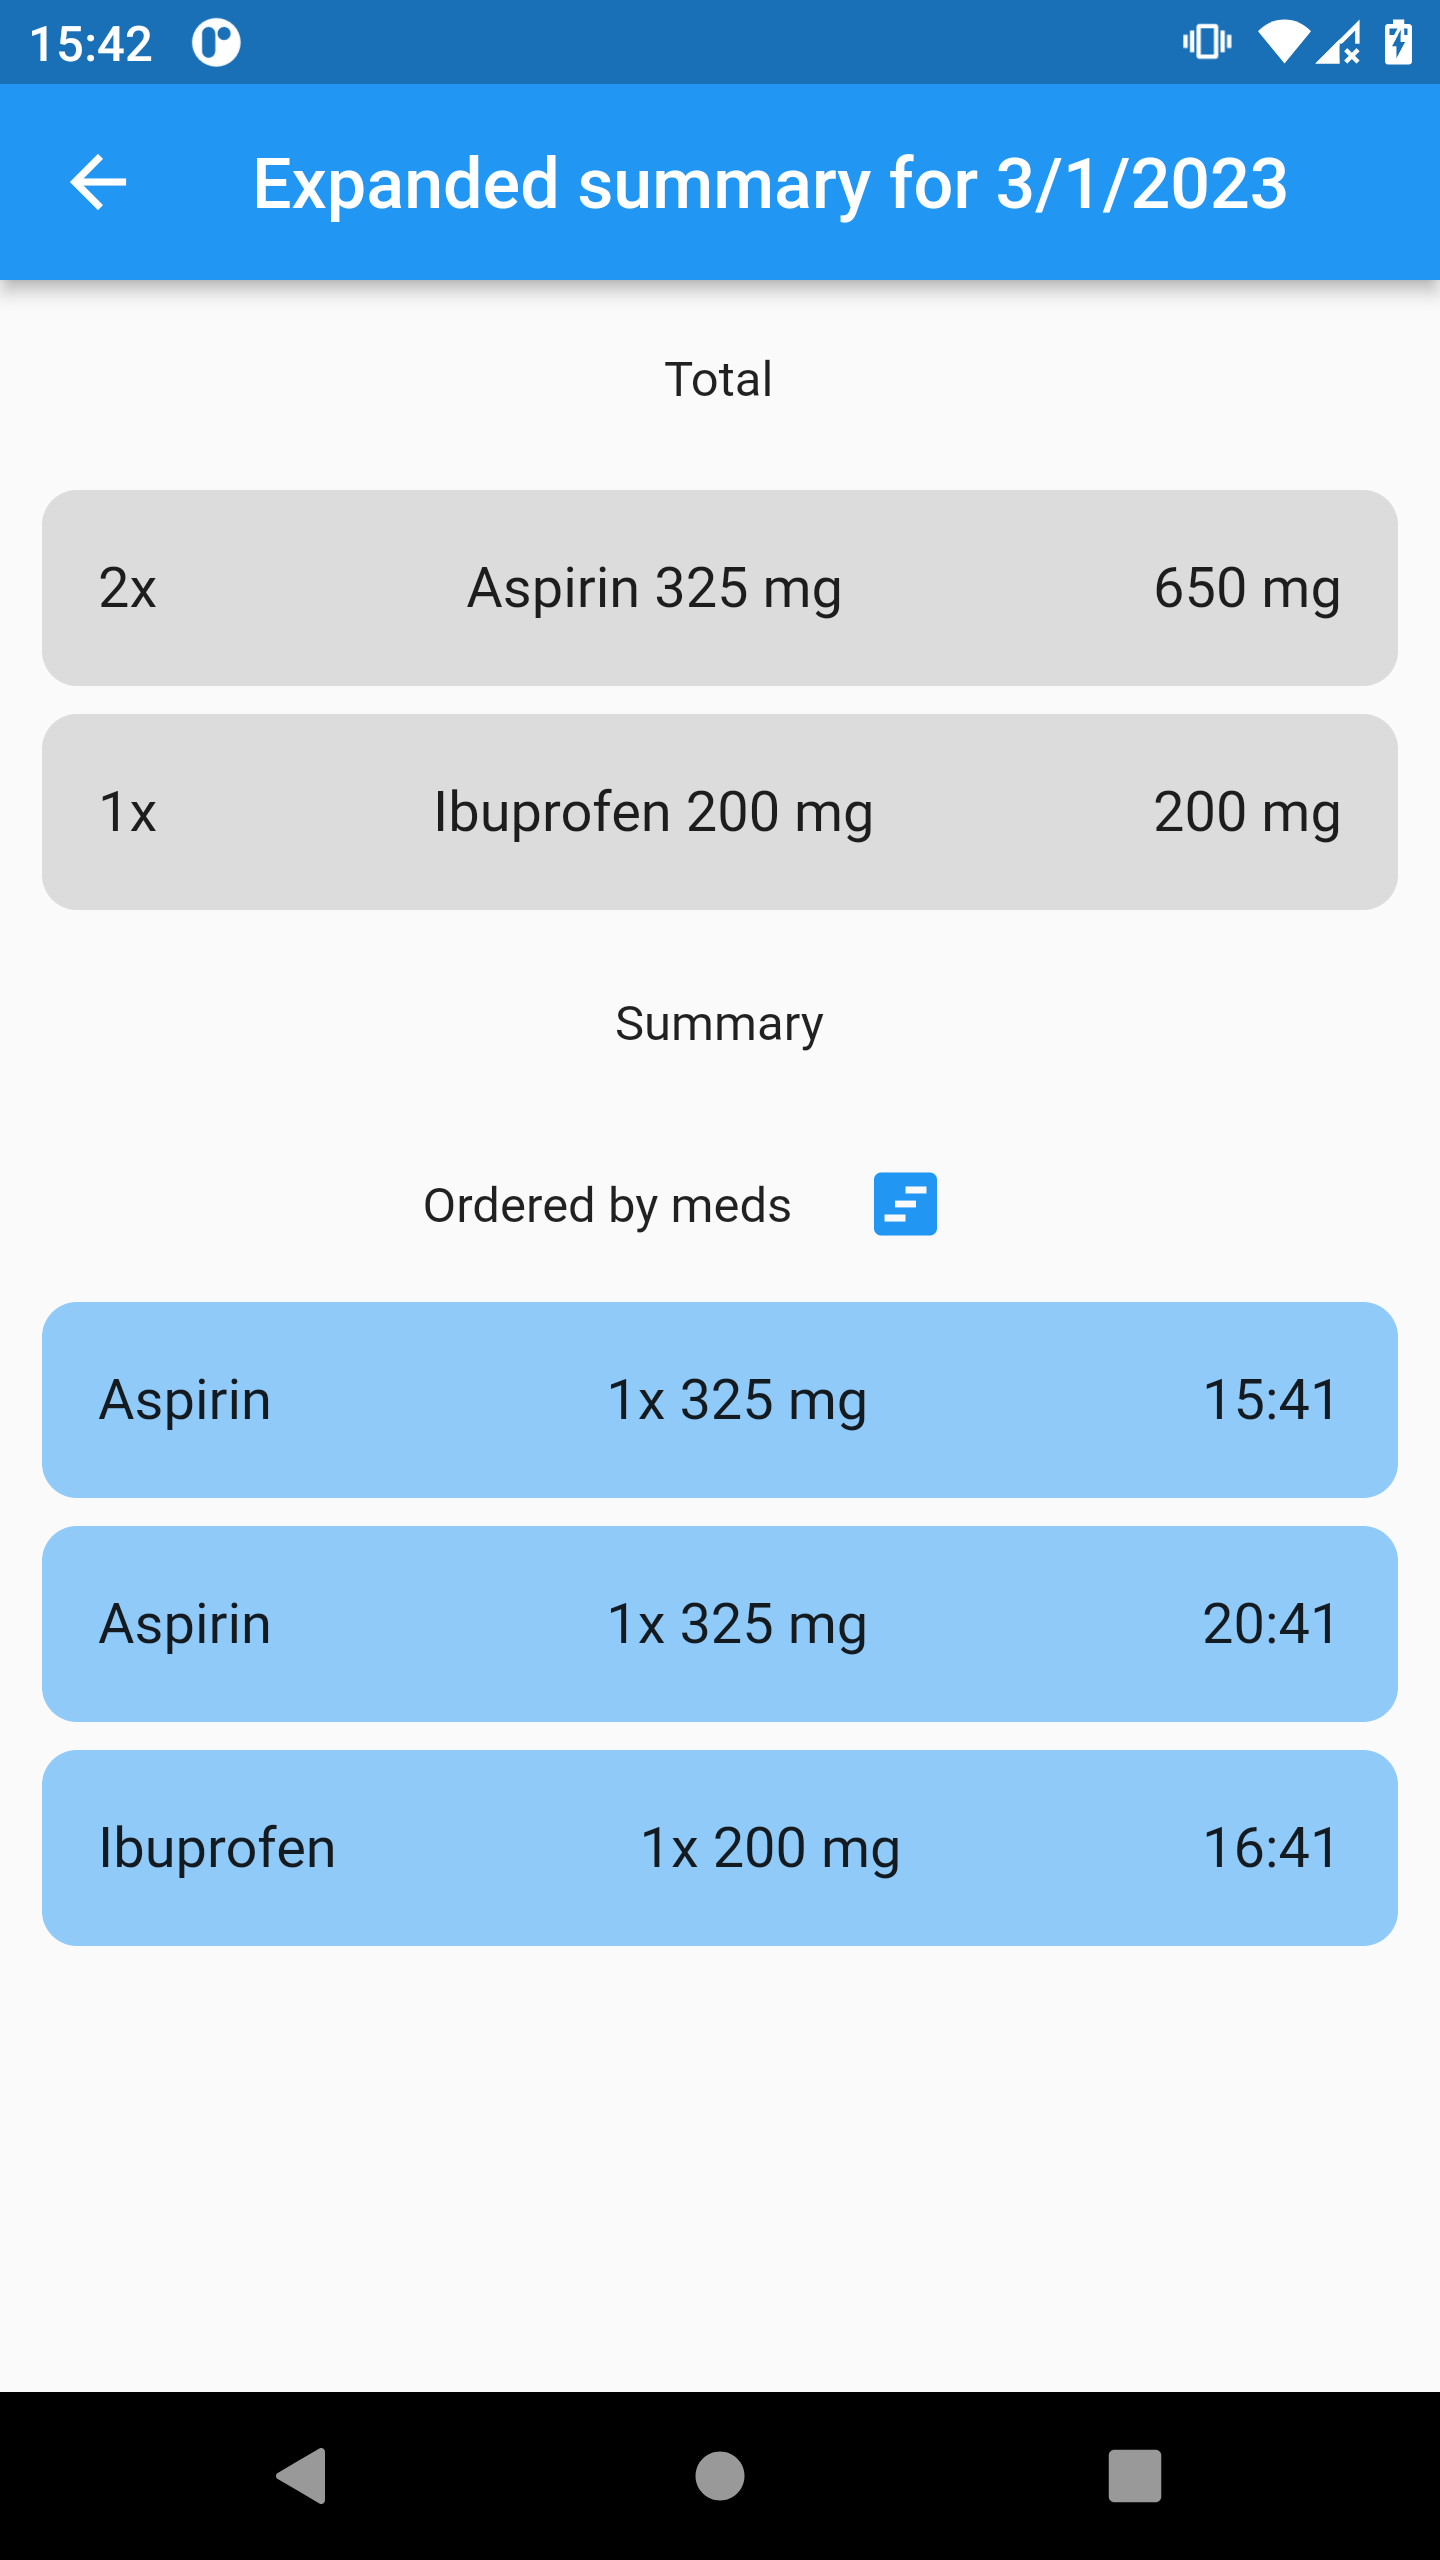 15:42
Expanded summary for 3/1/2023
Total
2x Aspirin 325 mg 650 mg
1x Ibuprofen 200 mg 200 mg
Summary
Ordered by meds
Aspirin 1x 325 mg 15:41
Aspirin 1x 325 mg 20:41
Ibuprofen 1x 200 mg 16:41